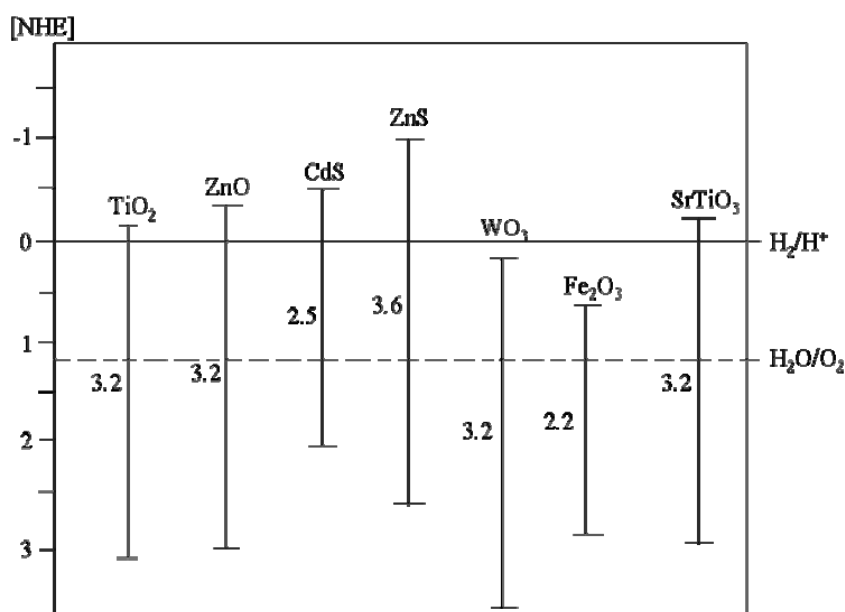 [NHE]
ZnS
-1
CdS
ZnO
TiO₂
SrTiO₃
WO₃
0
H₂/H⁺
Fe₂O₃
2.5
3.6
1
H₂O/O₂
3.2
3.2
3.2
3.2
2.2
2
3